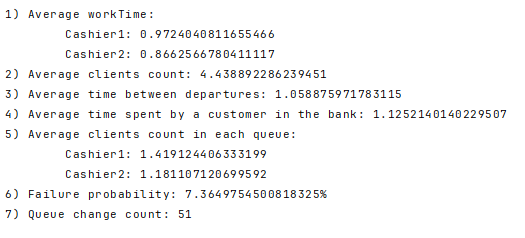 1) Average workTime:
Cashier1: 0.9724040811655466
Cashier2: 0.8662566780411117
2) Average clients count: 4.438892286239451
3) Average time between departures: 1.058875971783115
4) Average time spent by a customer in the bank: 1.1252140140229507
5) Average clients count in each queue:
Cashier1: 1.419124406333199
Cashier2: 1.181107120699592
6) Failure probability: 7.3649754500818325%
7) Queue change count: 51